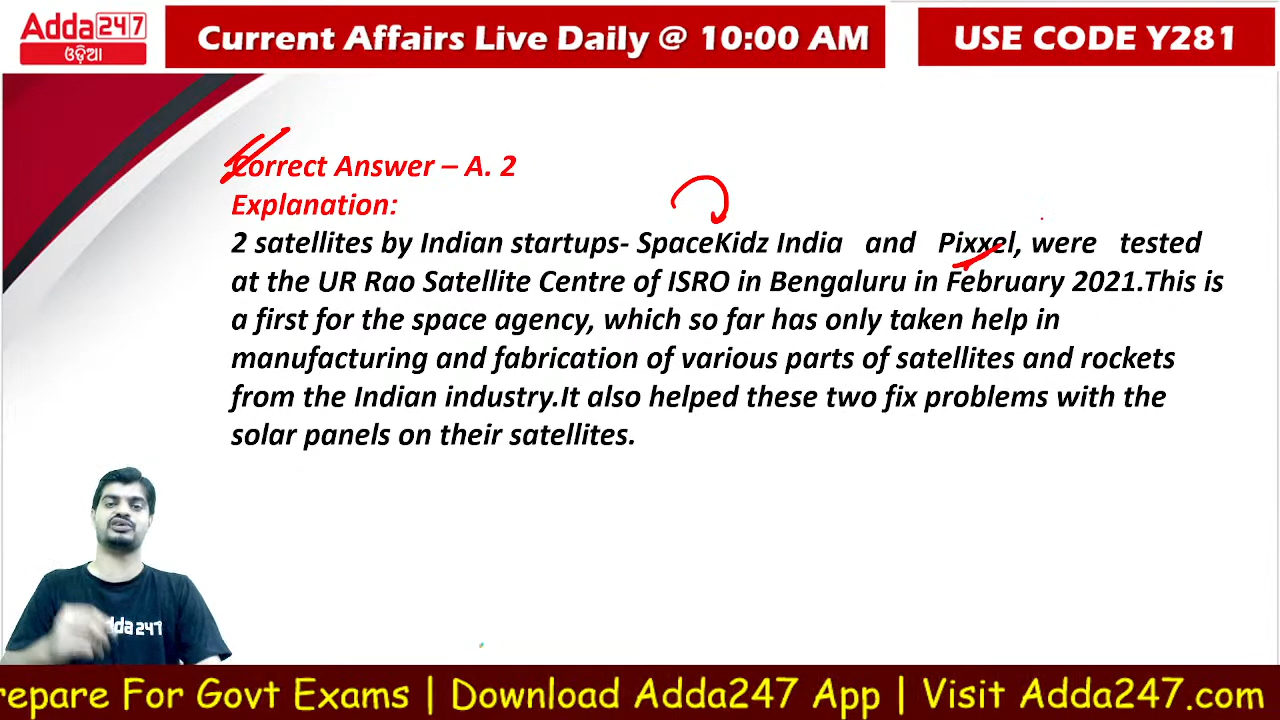 Adda 247
ଓଡ଼ିଆ
Current Affairs Live Daily @ 10:00 AM
USE CODE Y281
Correct Answer – A. 2
Explanation:
2 satellites by Indian startups- SpaceKidz India and Pixxel, were tested
at the UR Rao Satellite Centre of ISRO in Bengaluru in February 2021.This is
a first for the space agency, which so far has only taken help in
manufacturing and fabrication of various parts of satellites and rockets
from the Indian industry.It also helped these two fix problems with the
solar panels on their satellites.
dda247
repare For Govt Exams | Download Adda247 App | Visit Adda247.com